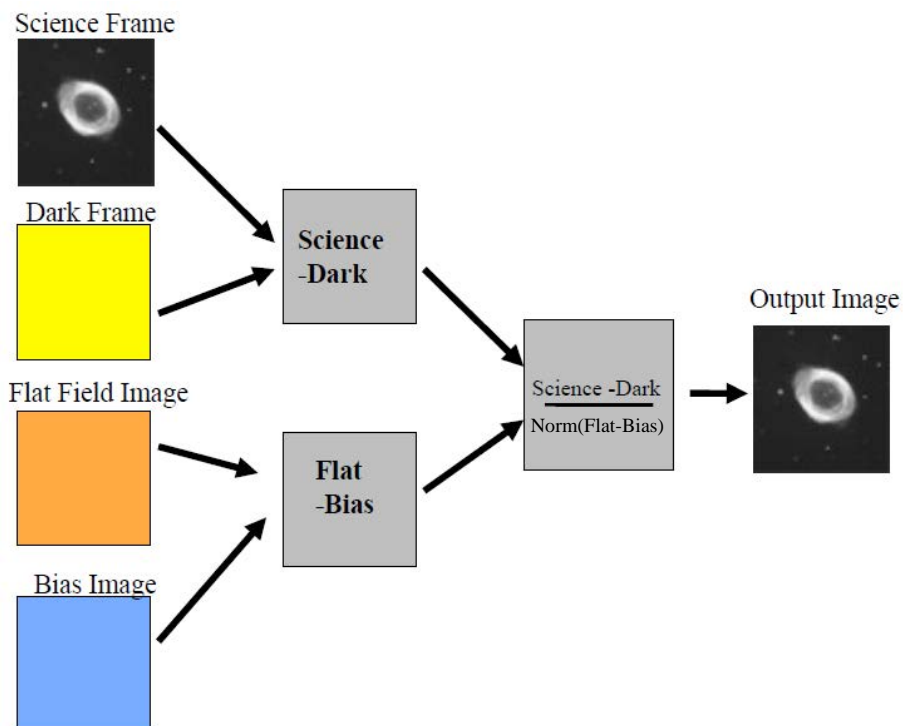 Science Frame
Dark Frame
Flat Field Image
Bias Image
Science
-Dark
Flat
-Bias
Science -Dark
Norm(Flat-Bias)
Output Image